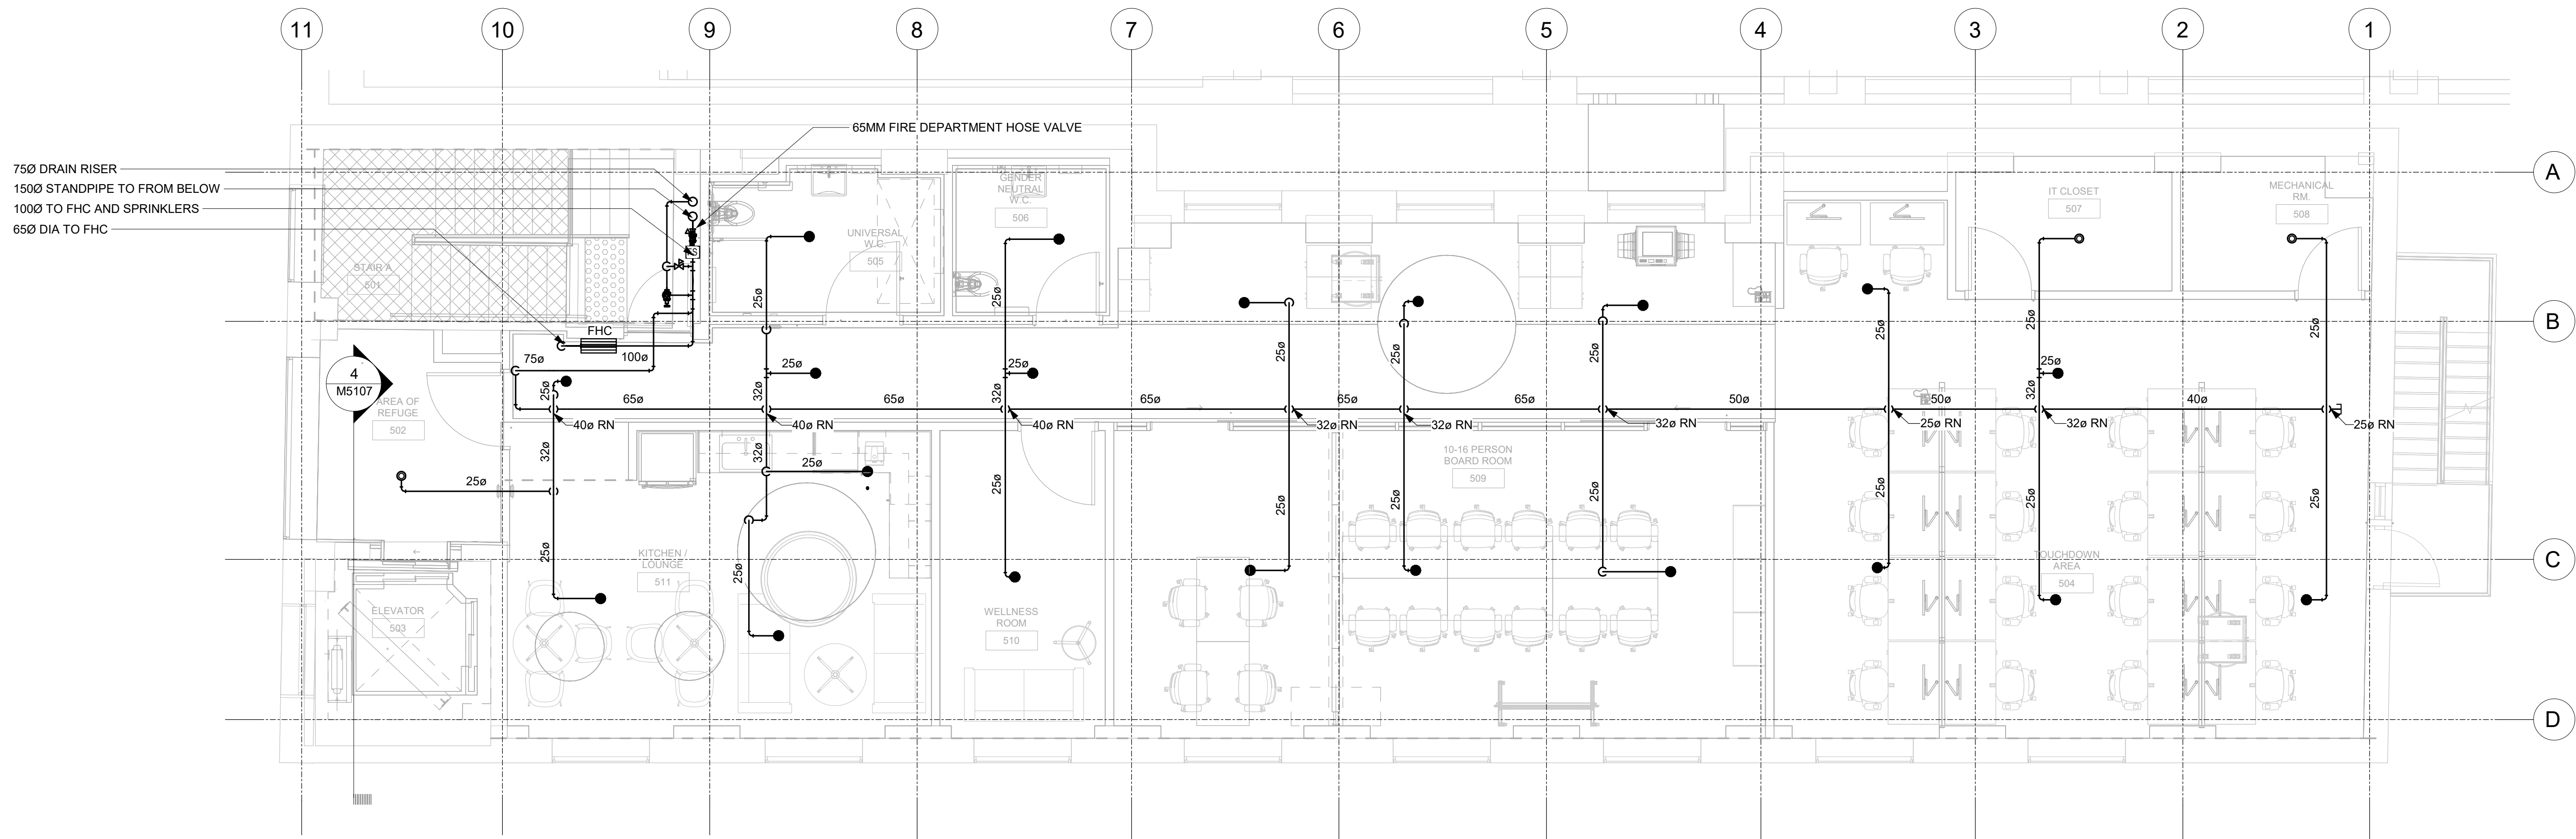 11
10
9
8
7
6
5
4
3
2
1
65MM FIRE DEPARTMENT HOSE VALVE
75Ø DRAIN RISER
150Ø STANDPIPE TO FROM BELOW
100Ø TO FHC AND SPRINKLERS
65Ø DIA TO FHC
A
B
C
D
GENDER
NEUTRAL
W.C.
506
IT CLOSET
507
MECHANICAL
RM.
508
UNIVERSAL
W.C.
505
STAIR A
501
FS
FHC
100ø
75ø
4
M5107
AREA OF
REFUGE
502
25ø
25ø
25ø
25ø
25ø
25ø
25ø
25ø
25ø
25ø
25ø
25ø
32ø
32ø
32ø
65ø
65ø
65ø
65ø
65ø
50ø
50ø
40ø
40ø RN
40ø RN
40ø RN
32ø RN
32ø RN
32ø RN
25ø RN
32ø RN
25ø RN
32ø
32ø
25ø
25ø
25ø
25ø
25ø
25ø
25ø
25ø
25ø
25ø
25ø
10-16 PERSON
BOARD ROOM
509
KITCHEN /
LOUNGE
511
TOUCHDOWN
AREA
504
ELEVATOR
503
WELLNESS
ROOM
510